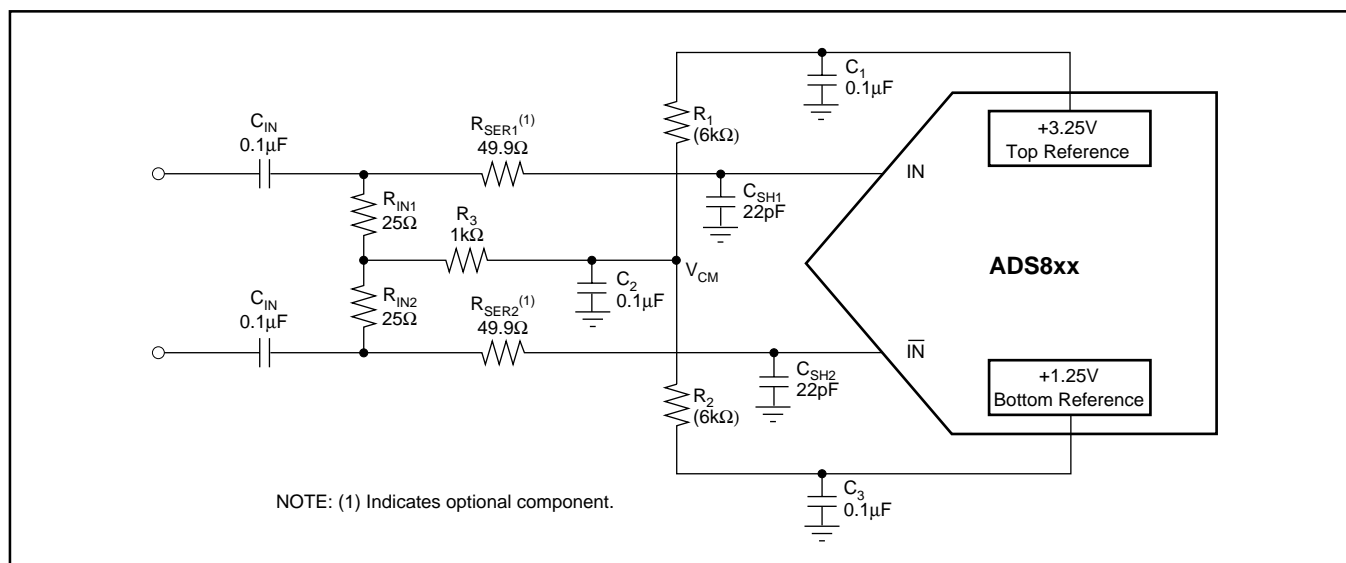 C1
0.1μF
R1
(6kΩ)
+3.25V
Top Reference
CIN
0.1μF
RSER1(1)
49.9Ω
IN
CSH1
22pF
RIN1
25Ω
R3
1kΩ
ADS8xx
VCM
C2
0.1μF
RIN2
25Ω
CIN
0.1μF
RSER2(1)
49.9Ω
I̅N̅
CSH2
22pF
+1.25V
Bottom Reference
R2
(6kΩ)
C3
0.1μF
NOTE: (1) Indicates optional component.